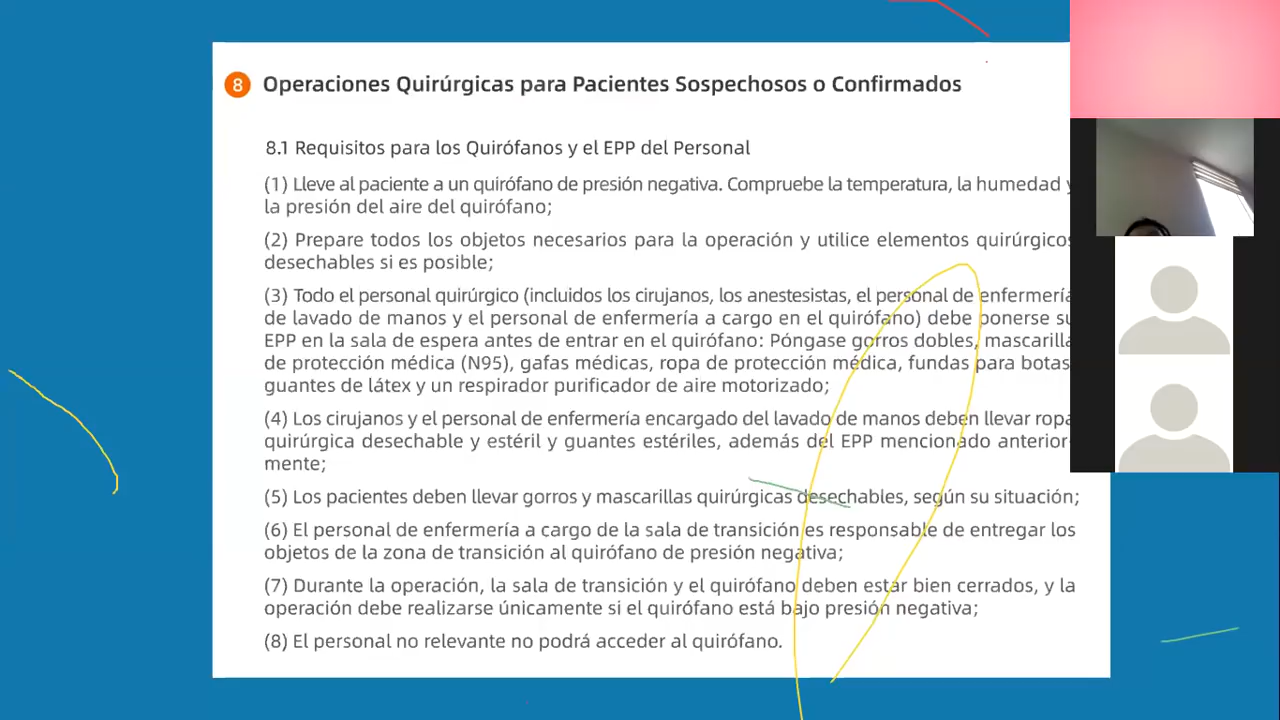 8 Operaciones Quirúrgicas para Pacientes Sospechosos o Confirmados
8.1 Requisitos para los Quirófanos y el EPP del Personal
(1) Lleve al paciente a un quirófano de presión negativa. Compruebe la temperatura, la humedad y
la presión del aire del quirófano;
(2) Prepare todos los objetos necesarios para la operación y utilice elementos quirúrgicos
desechables si es posible;
(3) Todo el personal quirúrgico (incluidos los cirujanos, los anestesistas, el personal de enfermería
de lavado de manos y el personal de enfermería a cargo en el quirófano) debe ponerse su
EPP en la sala de espera antes de entrar en el quirófano: Póngase gorros dobles, mascarilla
de protección médica (N95), gafas médicas, ropa de protección médica, fundas para botas,
guantes de látex y un respirador purificador de aire motorizado;
(4) Los cirujanos y el personal de enfermería encargado del lavado de manos deben llevar ropa
quirúrgica desechable y estéril y guantes estériles, además del EPP mencionado anterior-
mente;
(5) Los pacientes deben llevar gorros y mascarillas quirúrgicas desechables, según su situación;
(6) El personal de enfermería a cargo de la sala de transición es responsable de entregar los
objetos de la zona de transición al quirófano de presión negativa;
(7) Durante la operación, la sala de transición y el quirófano deben estar bien cerrados, y la
operación debe realizarse únicamente si el quirófano está bajo presión negativa;
(8) El personal no relevante no podrá acceder al quirófano.